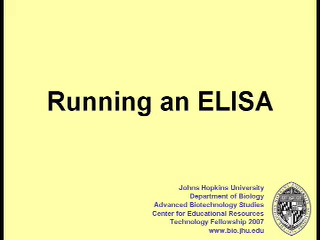 Running an ELISA
Johns Hopkins University
Department of Biology
Advanced Biotechnology Studies
Center for Educational Resources
Technology Fellowship 2007
www.bio.jhu.edu